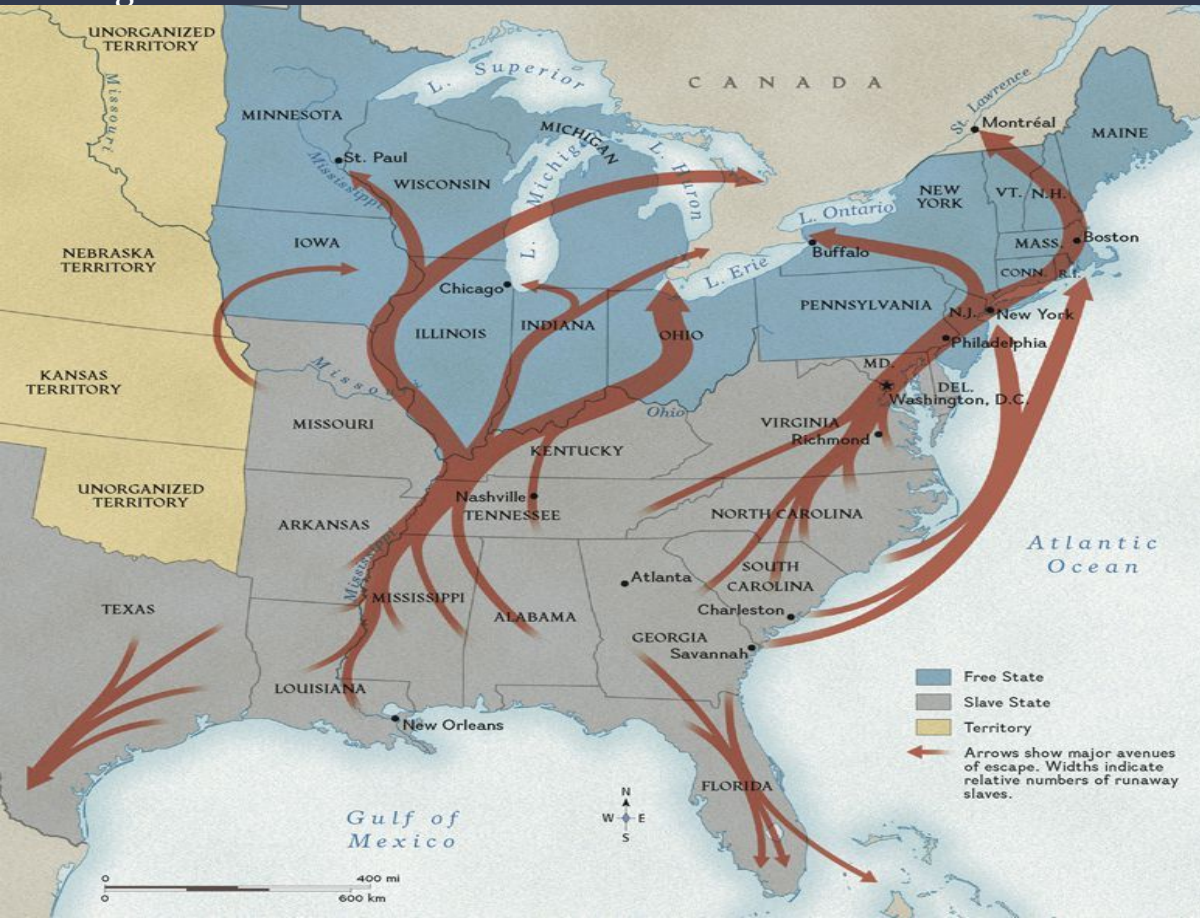 UNORGANIZED
TERRITORY
Missouri
MINNESOTA
St. Paul
Mississippi
WISCONSIN
L. Superior
MICHIGAN
L. Michig
L. Huron
CANADA
St. Lawrence
Montréal
MAINE
NEW
YORK
VT.
N.H.
L. Ontario
MASS.
Boston
CONN.
R.I.
Buffalo
L. Erie
IOWA
NEBRASKA
TERRITORY
Chicago
ILLINOIS
INDIANA
OHIO
PENNSYLVANIA
N.J.
New York
Philadelphia
MD.
DEL.
Washington, D.C.
KANSAS
TERRITORY
Missou
MISSOURI
Ohio
VIRGINIA
Richmond
KENTUCKY
UNORGANIZED
TERRITORY
Nashville
TENNESSEE
ARKANSAS
NORTH CAROLINA
Mississippi
Atlantic
Ocean
SOUTH
CAROLINA
Atlanta
Charleston
TEXAS
MISSISSIPPI
ALABAMA
GEORGIA
Savannah
LOUISIANA
New Orleans
FLORIDA
Gulf of
Mexico
N
W
E
S
Free State
Slave State
Territory
Arrows show major avenues
of escape. Widths indicate
relative numbers of runaway
slaves.
0
400 mi
0
600 km